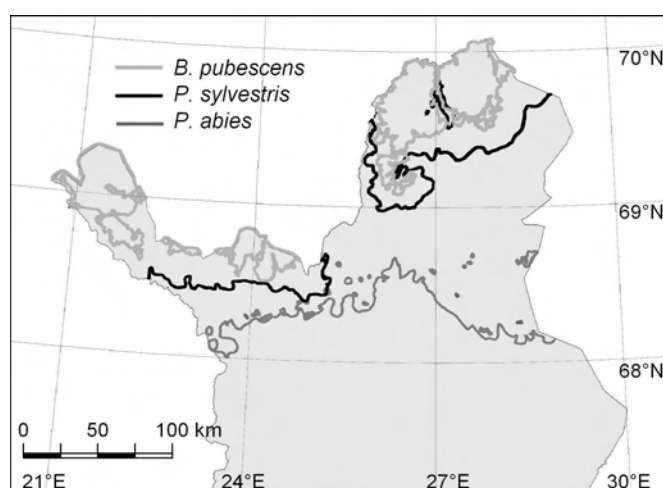 B. pubescens
P. sylvestris
P. abies
70°N
69°N
68°N
0 50 100 km
21°E 24°E 27°E 30°E